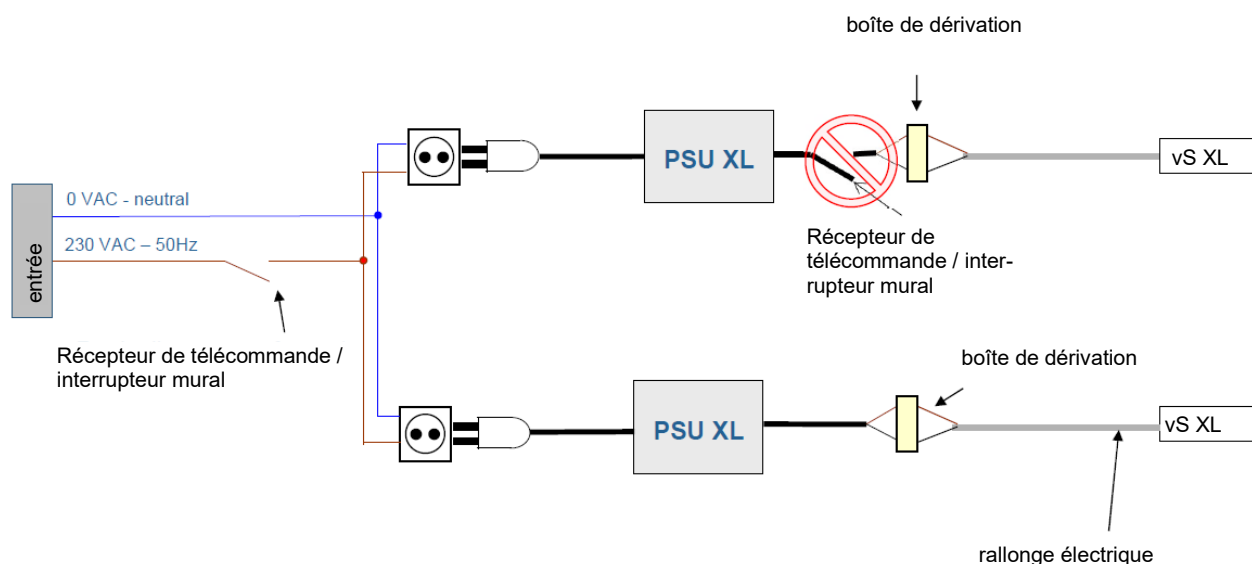 boîte de dérivation
PSU XL
vS XL
0 VAC - neutral
230 VAC – 50Hz
entrée
Récepteur de
télécommande / inter-
rupteur mural
Récepteur de télécommande /
interrupteur mural
boîte de dérivation
PSU XL
vS XL
rallonge électrique